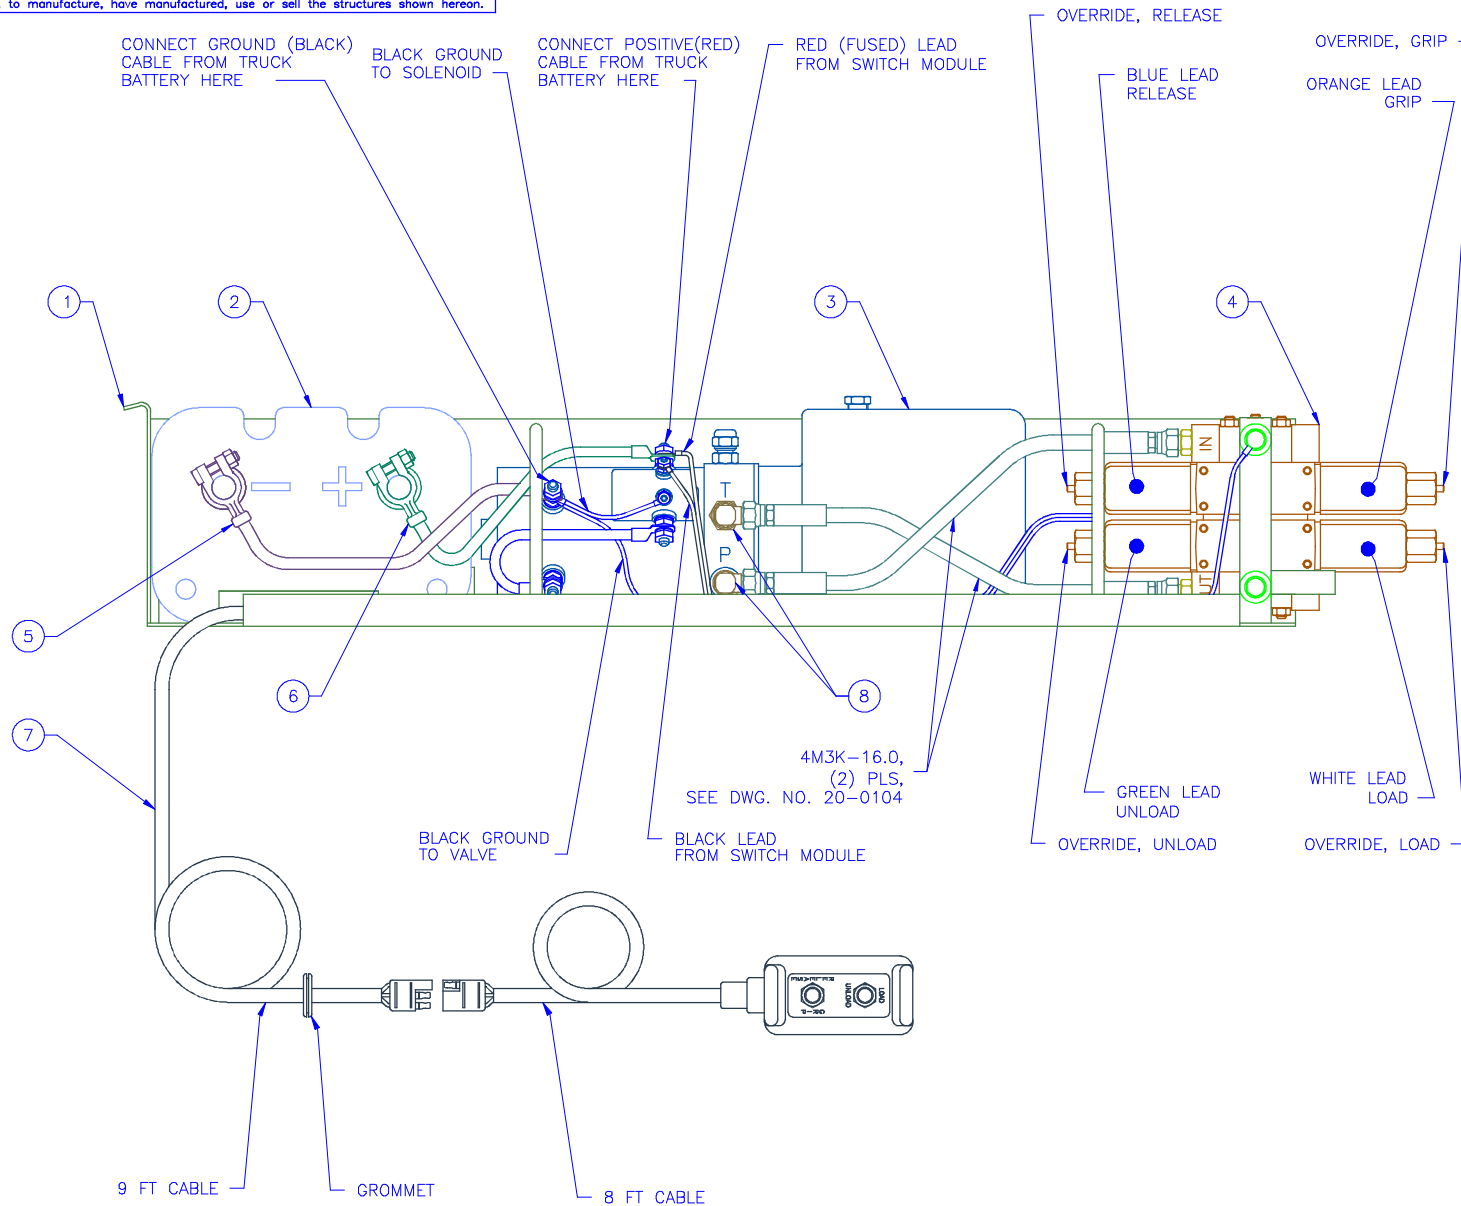 to manufacture, have manufactured, use or sell the structures shown hereon.
OVERRIDE, RELEASE
OVERRIDE, GRIP
CONNECT GROUND (BLACK)
CABLE FROM TRUCK
BATTERY HERE
BLACK GROUND
TO SOLENOID
CONNECT POSITIVE(RED)
CABLE FROM TRUCK
BATTERY HERE
RED (FUSED) LEAD
FROM SWITCH MODULE
BLUE LEAD
RELEASE
ORANGE LEAD
GRIP
1
2
3
4
IN
T
P
UT
5
6
7
8
4M3K-16.0,
(2) PLS,
SEE DWG. NO. 20-0104
GREEN LEAD
UNLOAD
WHITE LEAD
LOAD
BLACK GROUND
TO VALVE
BLACK LEAD
FROM SWITCH MODULE
OVERRIDE, UNLOAD
OVERRIDE, LOAD
LOAD
UNLOAD
9 FT CABLE
GROMMET
8 FT CABLE